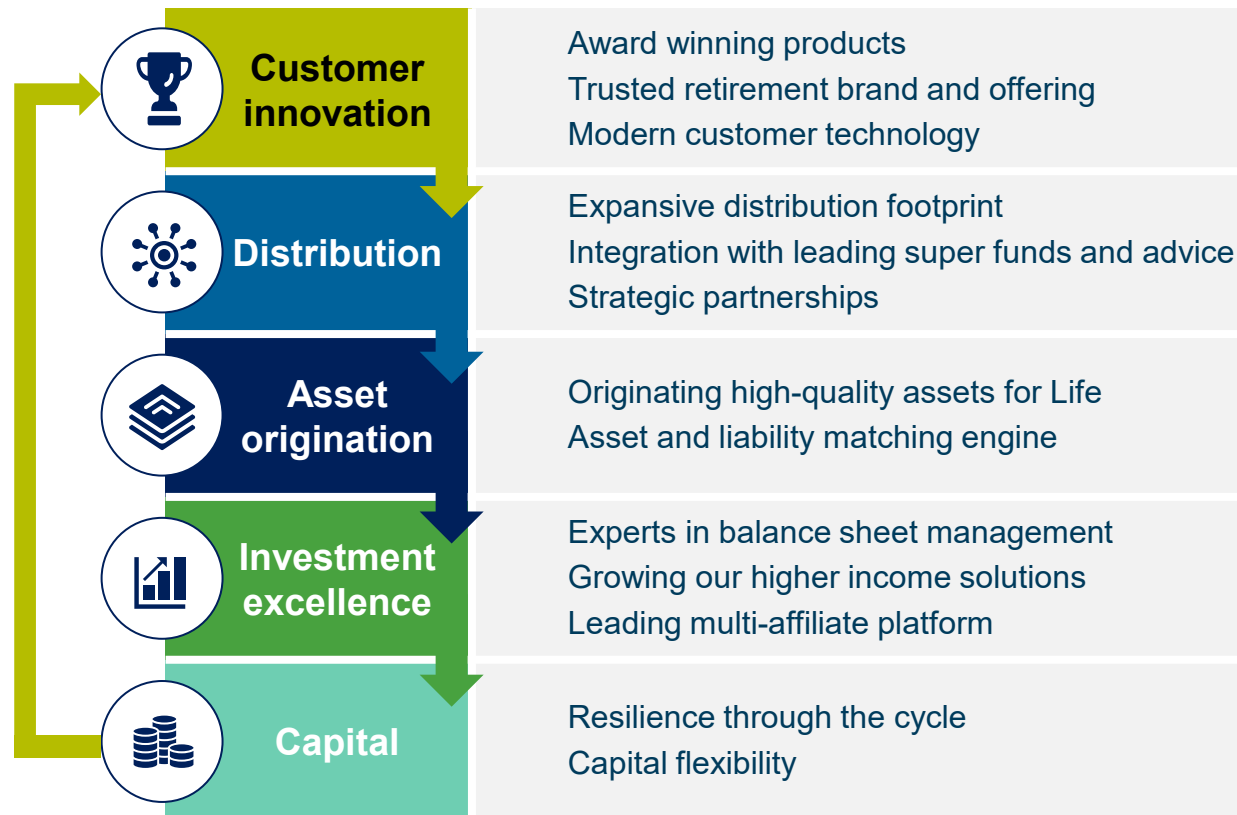 Customer
innovation
Award winning products
Trusted retirement brand and offering
Modern customer technology
Distribution
Expansive distribution footprint
Integration with leading super funds and advice
Strategic partnerships
Asset
origination
Originating high-quality assets for Life
Asset and liability matching engine
Investment
excellence
Experts in balance sheet management
Growing our higher income solutions
Leading multi-affiliate platform
Capital
Resilience through the cycle
Capital flexibility